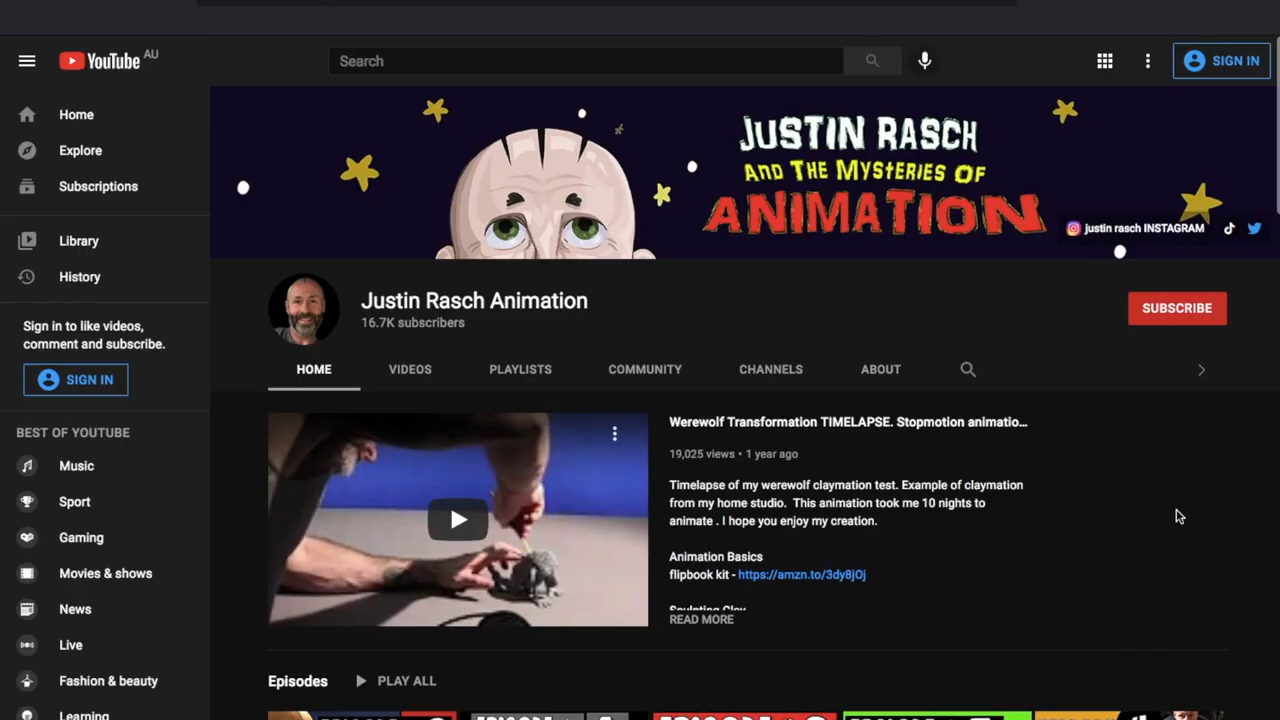 YouTube AU
Search
SIGN IN
Home
Explore
Subscriptions
Library
History
Sign in to like videos,
comment and subscribe.
SIGN IN
BEST OF YOUTUBE
Music
Sport
Gaming
Movies & shows
News
Live
Fashion & beauty
Learning
JUSTIN RASCH
AND THE MYSTERIES OF
ANIMATION
justin rasch INSTAGRAM
Justin Rasch Animation
16.7K subscribers
SUBSCRIBE
HOME
VIDEOS
PLAYLISTS
COMMUNITY
CHANNELS
ABOUT
Werewolf Transformation TIMELAPSE. Stopmotion animatio...
19,025 views • 1 year ago
Timelapse of my werewolf claymation test. Example of claymation
from my home studio. This animation took me 10 nights to
animate . I hope you enjoy my creation.
Animation Basics
flipbook kit - https://amzn.to/3dy8jOj
Sculpting Clay
READ MORE
Episodes
PLAY ALL